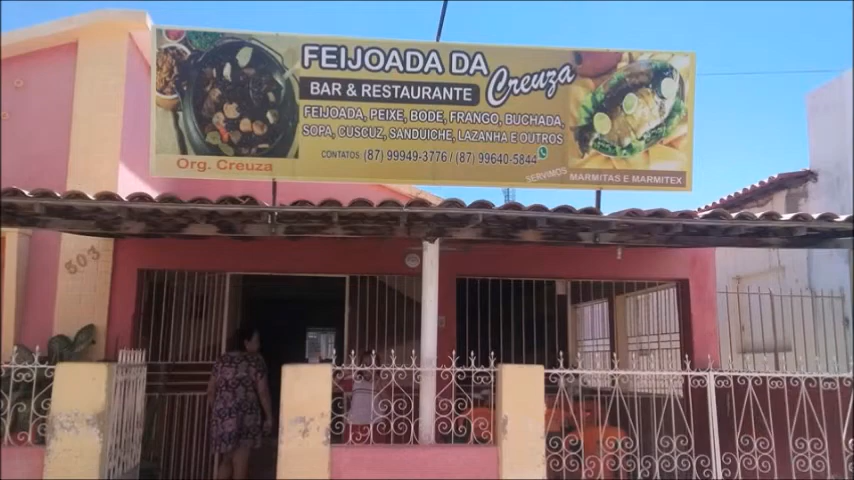 FEIJOADA DA
Creuza
BAR & RESTAURANTE
FEIJOADA, PEIXE, BODE, FRANGO, BUCHADA,
SOPA, CUSCUZ, SANDUICHE, LAZANHA E OUTROS
CONTATOS (87) 99949-3776 / (87) 99640-5844
Org. Creuza
SERVIMOS
MARMITAS E MARMITEX
503